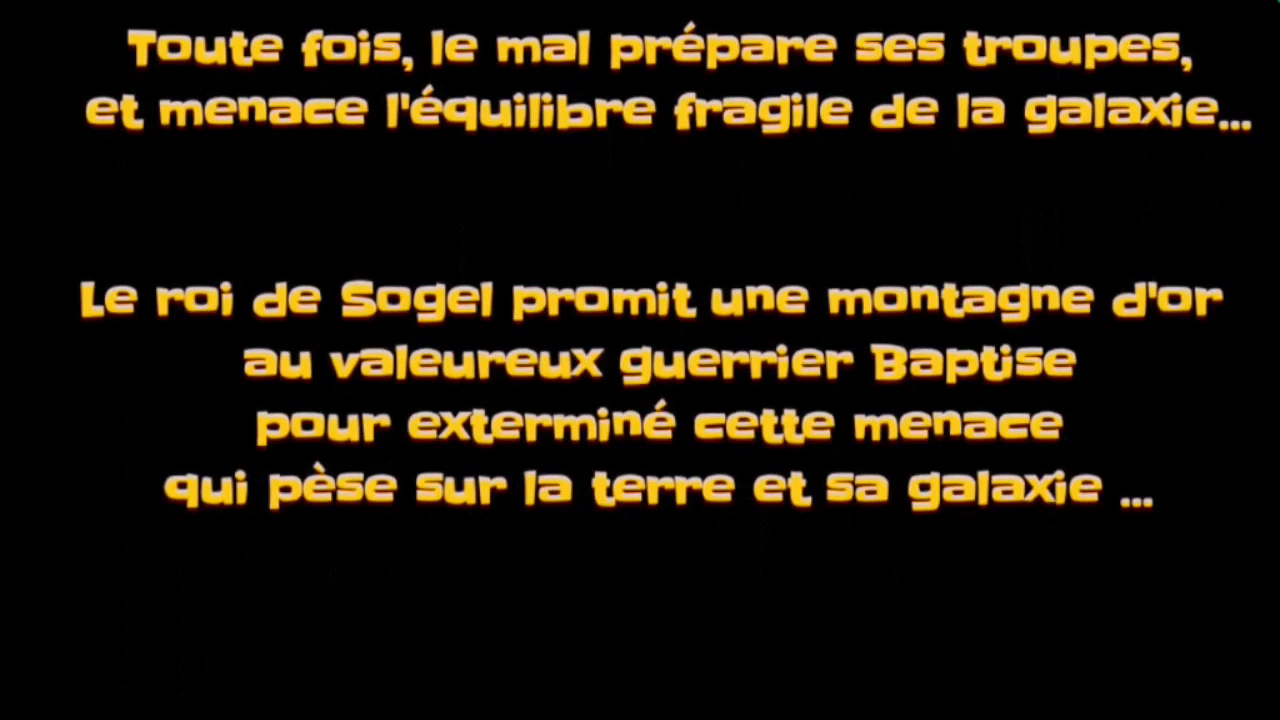 Toute fois, le mal prépare ses troupes,
et menace l'équilibre fragile de la galaxie...
Le roi de Sogel promit une montagne d'or
au valeureux guerrier Baptise
pour exterminé cette menace
qui pèse sur la terre et sa galaxie ...